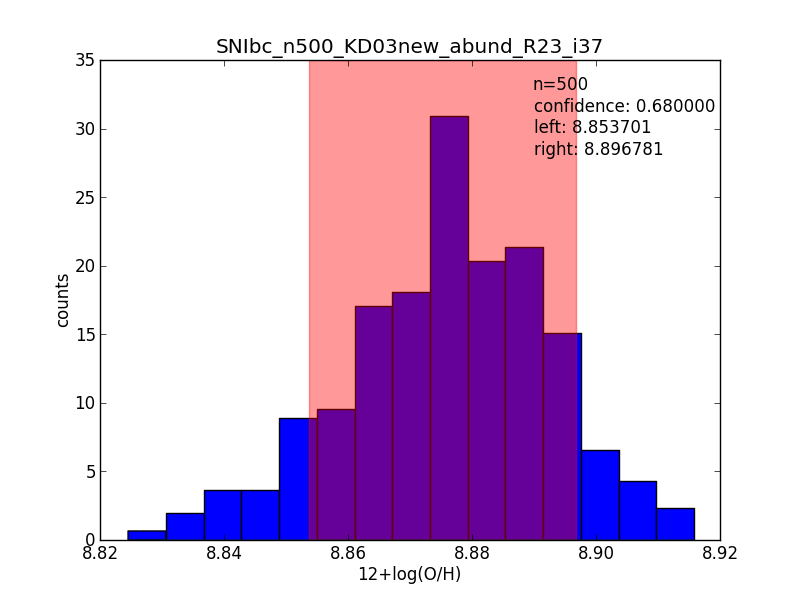 SNIbc_n500_KD03new_abund_R23_i37
35
30
25
20
15
10
5
0
counts
n=500
confidence: 0.680000
left: 8.853701
right: 8.896781
8.82 8.84 8.86 8.88 8.90 8.92
12+log(O/H)